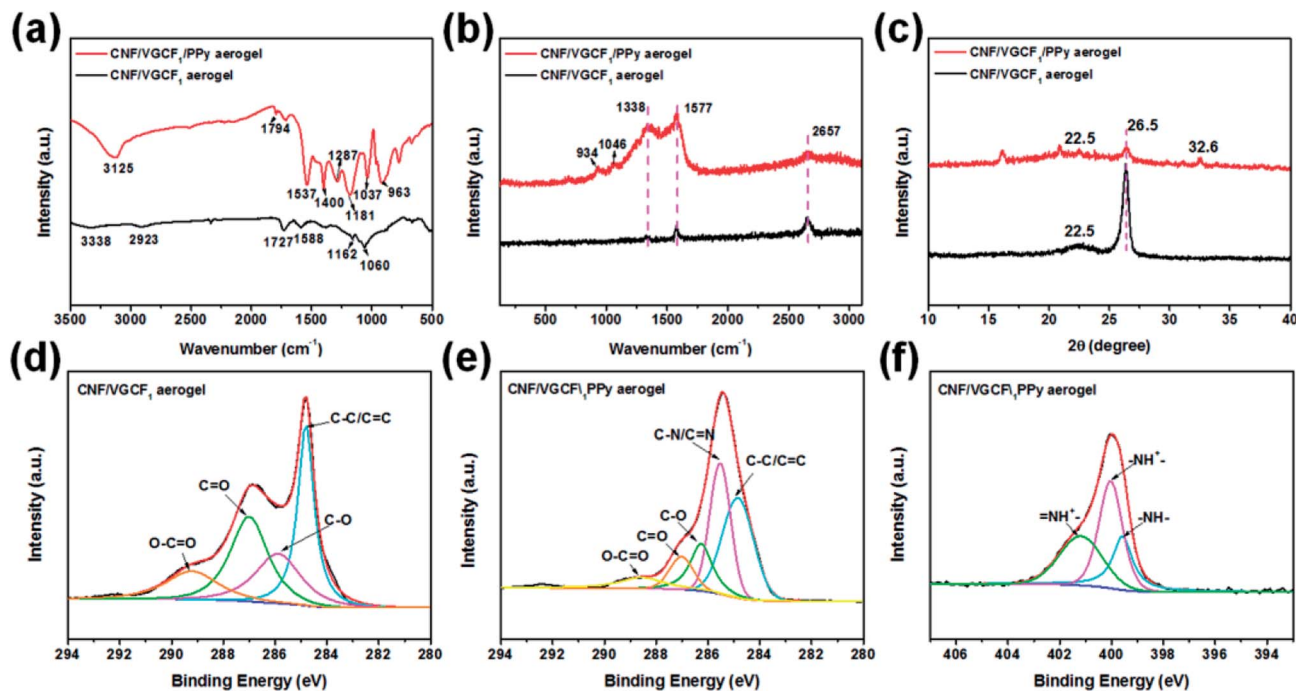 (a)
CNF/VGCF₁/PPy aerogel
CNF/VGCF₁ aerogel
1794
3125
1287
1537
1400
1037
963
1181
3338
2923
1727
1588
1162
1060
3500 3000 2500 2000 1500 1000 500
Wavenumber (cm⁻¹)
Intensity (a.u.)
(b)
CNF/VGCF₁/PPy aerogel
CNF/VGCF₁ aerogel
1338
1577
934
1046
2657
500 1000 1500 2000 2500 3000
Wavenumber (cm⁻¹)
Intensity (a.u.)
(c)
CNF/VGCF₁/PPy aerogel
CNF/VGCF₁ aerogel
22.5
26.5
32.6
22.5
10 15 20 25 30 35 40
2θ (degree)
Intensity (a.u.)
(d)
CNF/VGCF₁ aerogel
C-C/C=C
C=O
C-O
O-C=O
294 292 290 288 286 284 282 280
Binding Energy (eV)
Intensity (a.u.)
(e)
CNF/VGCF\₁PPy aerogel
C-N/C=N
C-C/C=C
C-O
C=O
O-C=O
294 292 290 288 286 284 282 280
Binding Energy (eV)
Intensity (a.u.)
(f)
CNF/VGCF\₁PPy aerogel
-NH⁺-
=NH⁺-
-NH-
406 404 402 400 398 396 394
Binding Energy (eV)
Intensity (a.u.)